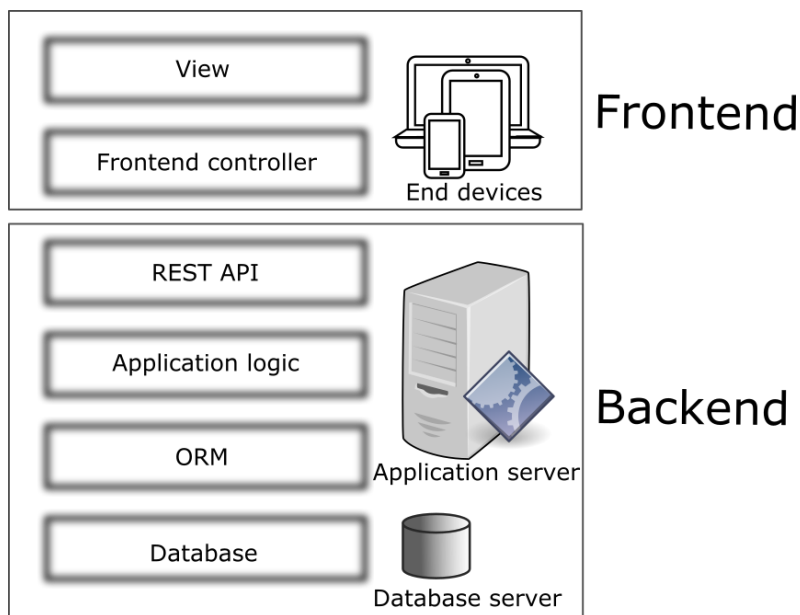 View
Frontend controller
End devices
Frontend
REST API
Application logic
ORM
Application server
Database
Database server
Backend